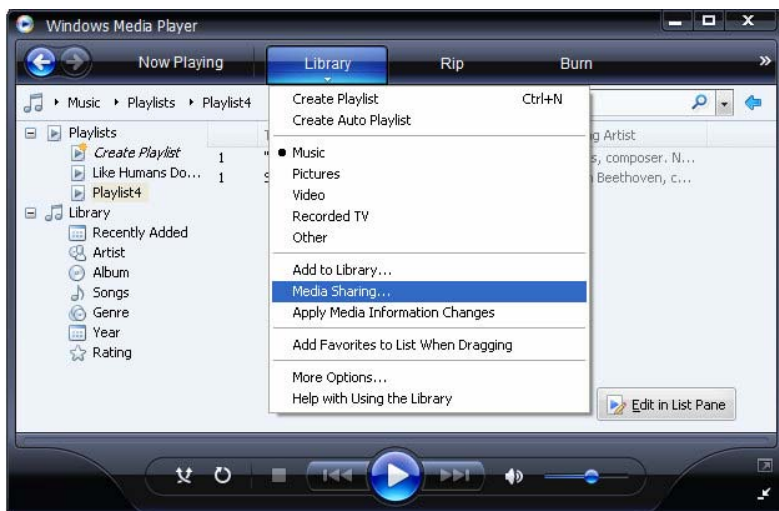 Windows Media Player
Now Playing Library Rip Burn »
Music Playlists Playlist4
Create Playlist Ctrl+N
Create Auto Playlist
Music
Pictures
Video
Recorded TV
Other
Add to Library...
Media Sharing...
Apply Media Information Changes
Add Favorites to List When Dragging
More Options...
Help with Using the Library
Playlists
Create Playlist
Like Humans Do...
Playlist4
Library
Recently Added
Artist
Album
Songs
Genre
Year
Rating
1
1
Artist
s, composer. N...
Beethoven, c...
Edit in List Pane